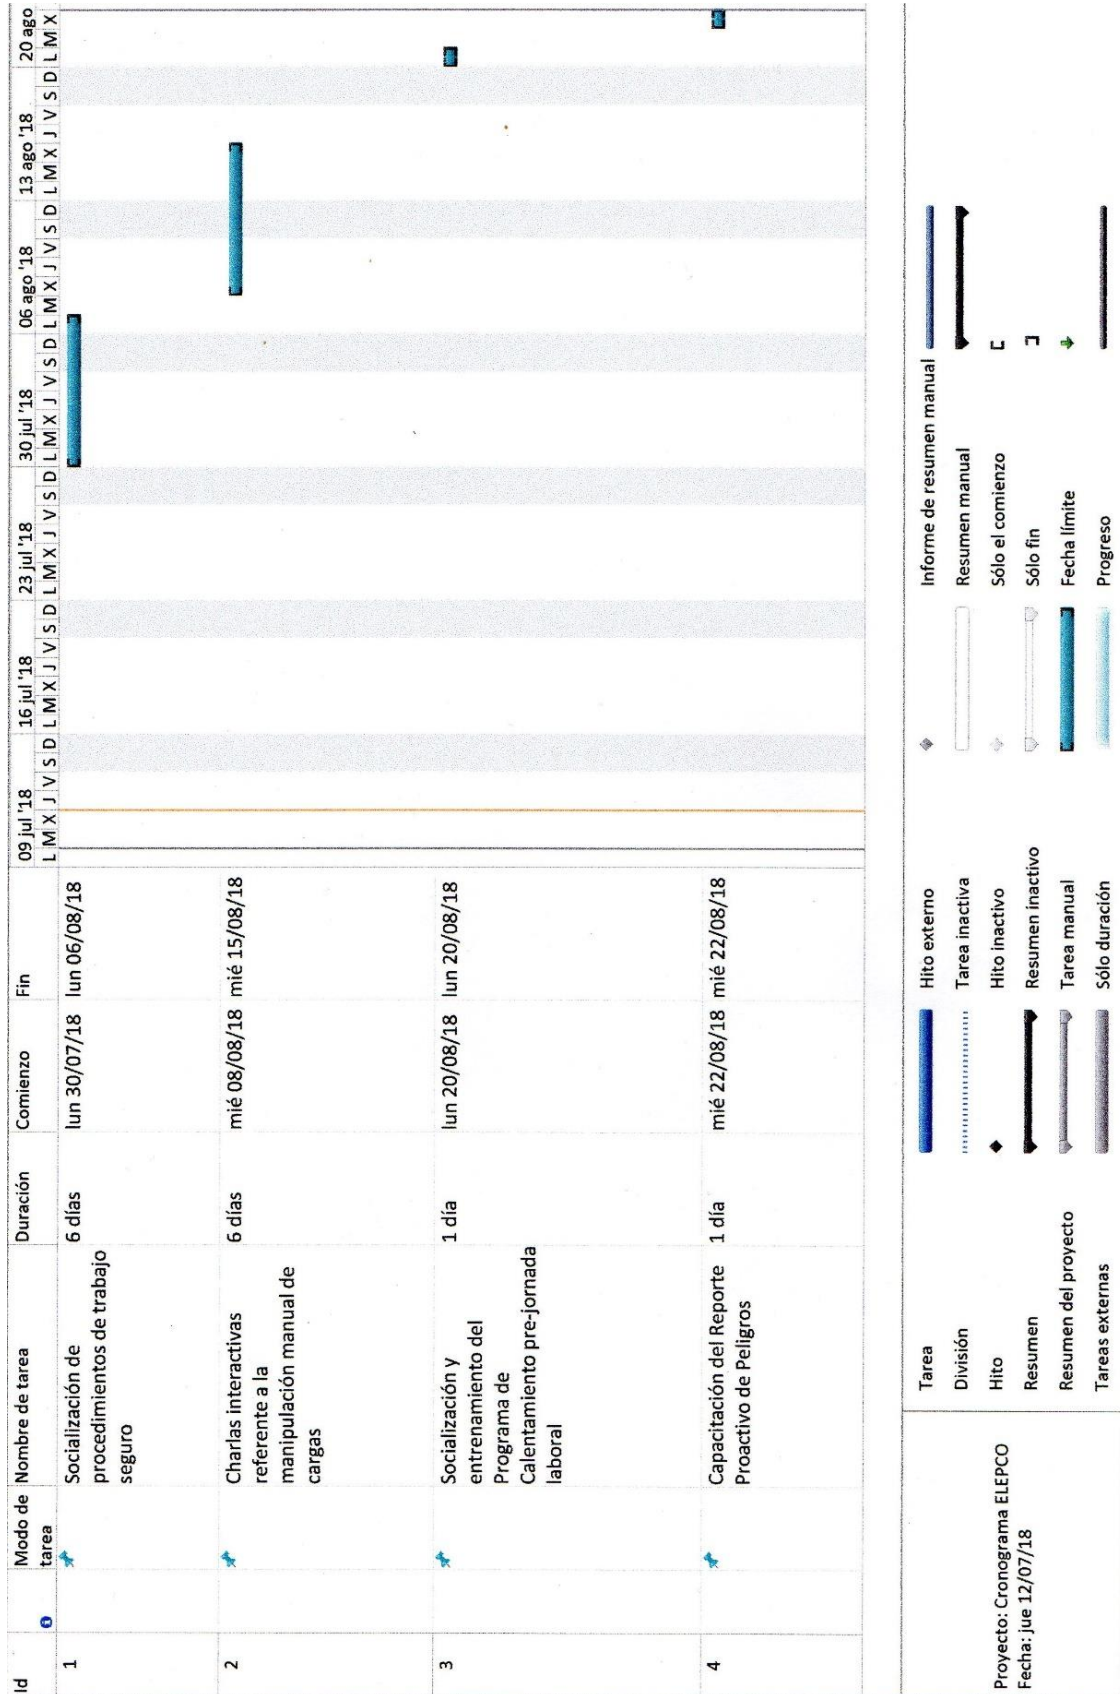 Id
Modo de tarea
Nombre de tarea
Duración
Comienzo
Fin
09 jul '18
16 jul '18
23 jul '18
30 jul '18
06 ago '18
13 ago '18
20 ago
L M X J V S D L M X J V S D L M X J V S D L M X J V S D L M X J V S D L M X J V S D L M X
1
Socialización de
procedimientos de trabajo
seguro
6 días
lun 30/07/18
lun 06/08/18
2
Charlas interactivas
referente a la
manipulación manual de
cargas
6 días
mié 08/08/18
mié 15/08/18
3
Socialización y
entrenamiento del
Programa de
Calentamiento pre-jornada
laboral
1 día
lun 20/08/18
lun 20/08/18
4
Capacitación del Reporte
Proactivo de Peligros
1 día
mié 22/08/18
mié 22/08/18
Proyecto: Cronograma ELEPCO
Fecha: jue 12/07/18
Tarea
División
Hito
Resumen
Resumen del proyecto
Tareas externas
Hito externo
Tarea inactiva
Hito inactivo
Resumen inactivo
Tarea manual
Sólo duración
Informe de resumen manual
Resumen manual
Sólo el comienzo
Sólo fin
Fecha límite
Progreso